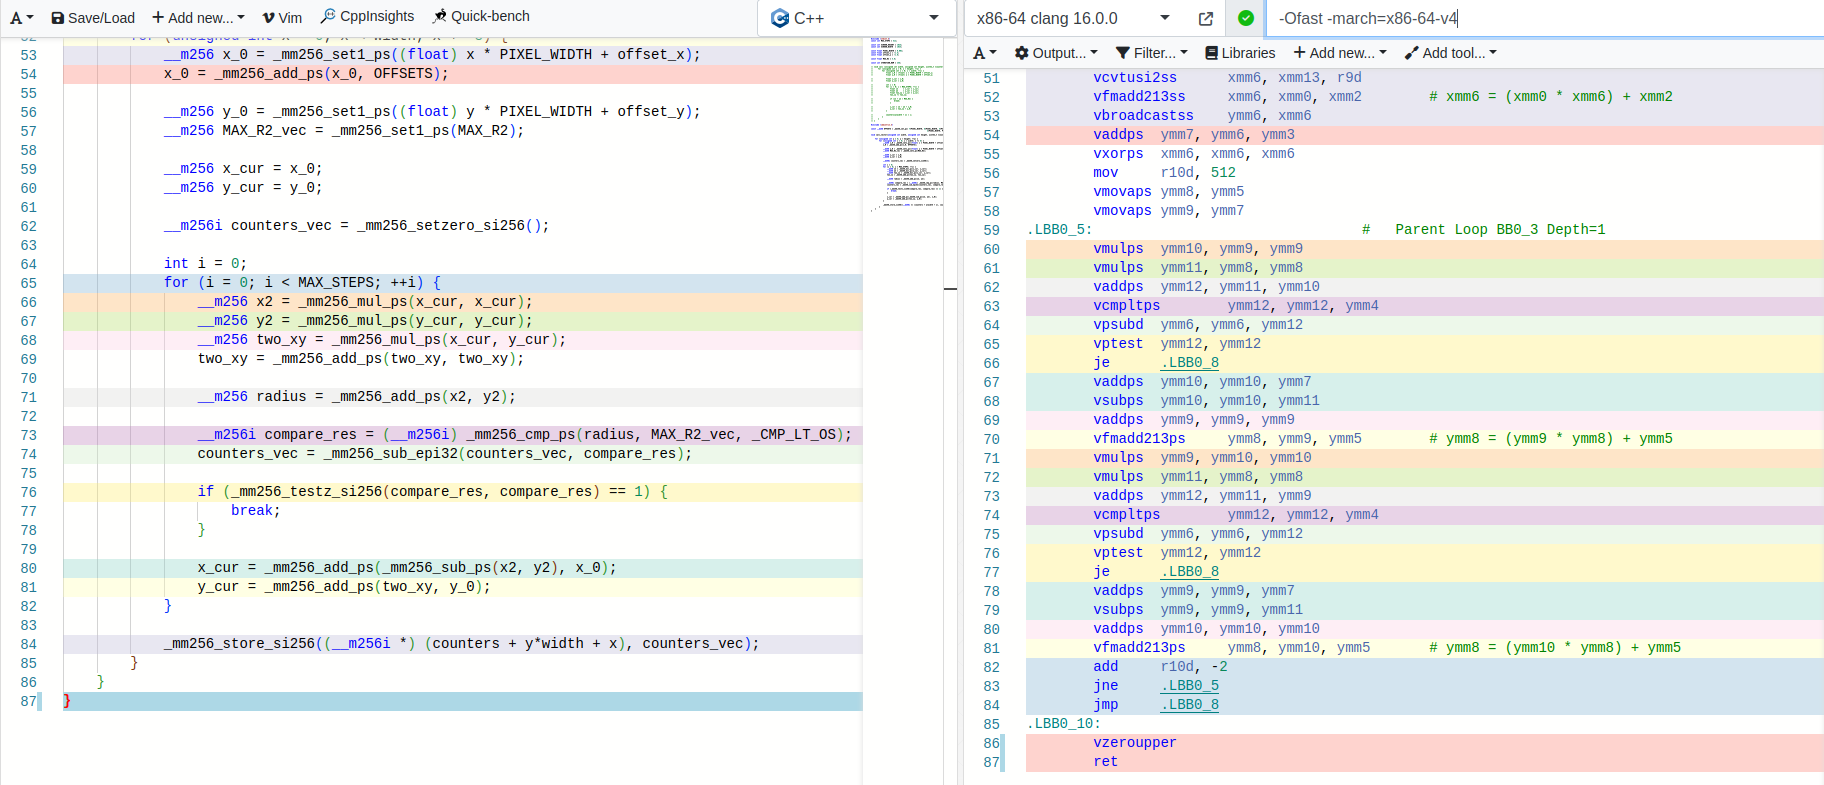 A Save/Load + Add new... Vim CppInsights Quick-bench
C++
53 __m256 x_0 = _mm256_set1_ps((float) x * PIXEL_WIDTH + offset_x);
54 x_0 = _mm256_add_ps(x_0, OFFSETS);
55
56 __m256 y_0 = _mm256_set1_ps((float) y * PIXEL_WIDTH + offset_y);
57 __m256 MAX_R2_vec = _mm256_set1_ps(MAX_R2);
58
59 __m256 x_cur = x_0;
60 __m256 y_cur = y_0;
61
62 __m256i counters_vec = _mm256_setzero_si256();
63
64 int i = 0;
65 for (i = 0; i < MAX_STEPS; ++i) {
66 __m256 x2 = _mm256_mul_ps(x_cur, x_cur);
67 __m256 y2 = _mm256_mul_ps(y_cur, y_cur);
68 __m256 two_xy = _mm256_mul_ps(x_cur, y_cur);
69 two_xy = _mm256_add_ps(two_xy, two_xy);
70
71 __m256 radius = _mm256_add_ps(x2, y2);
72
73 __m256i compare_res = (__m256i) _mm256_cmp_ps(radius, MAX_R2_vec, _CMP_LT_OS);
74 counters_vec = _mm256_sub_epi32(counters_vec, compare_res);
75
76 if (_mm256_testz_si256(compare_res, compare_res) == 1) {
77 break;
78 }
79
80 x_cur = _mm256_add_ps(_mm256_sub_ps(x2, y2), x_0);
81 y_cur = _mm256_add_ps(two_xy, y_0);
82 }
83
84 _mm256_store_si256((__m256i *) (counters + y*width + x), counters_vec);
85 }
86 }
87 }
x86-64 clang 16.0.0 -Ofast -march=x86-64-v4
A Output... Filter... Libraries + Add new... Add tool...
51 vcvtusi2ss xmm6, xmm13, r9d
52 vfmadd213ss xmm6, xmm0, xmm2 # xmm6 = (xmm0 * xmm6) + xmm2
53 vbroadcastss ymm6, xmm6
54 vaddps ymm7, ymm6, ymm3
55 vxorps xmm6, xmm6, xmm6
56 mov r10d, 512
57 vmovaps ymm8, ymm5
58 vmovaps ymm9, ymm7
59 .LBB0_5: # Parent Loop BB0_3 Depth=1
60 vmulps ymm10, ymm9, ymm9
61 vmulps ymm11, ymm8, ymm8
62 vaddps ymm12, ymm11, ymm10
63 vcmpltps ymm12, ymm12, ymm4
64 vpsubd ymm6, ymm6, ymm12
65 vptest ymm12, ymm12
66 je .LBB0_8
67 vaddps ymm10, ymm10, ymm7
68 vsubps ymm10, ymm10, ymm11
69 vaddps ymm9, ymm9, ymm9
70 vfmadd213ps ymm8, ymm9, ymm5 # ymm8 = (ymm9 * ymm8) + ymm5
71 vmulps ymm9, ymm10, ymm10
72 vmulps ymm11, ymm8, ymm8
73 vaddps ymm12, ymm11, ymm9
74 vcmpltps ymm12, ymm12, ymm4
75 vpsubd ymm6, ymm6, ymm12
76 vptest ymm12, ymm12
77 je .LBB0_8
78 vaddps ymm9, ymm9, ymm7
79 vsubps ymm9, ymm9, ymm11
80 vaddps ymm10, ymm10, ymm10
81 vfmadd213ps ymm8, ymm10, ymm5 # ymm8 = (ymm10 * ymm8) + ymm5
82 add r10d, -2
83 jne .LBB0_5
84 jmp .LBB0_8
85 .LBB0_10:
86 vzeroupper
87 ret